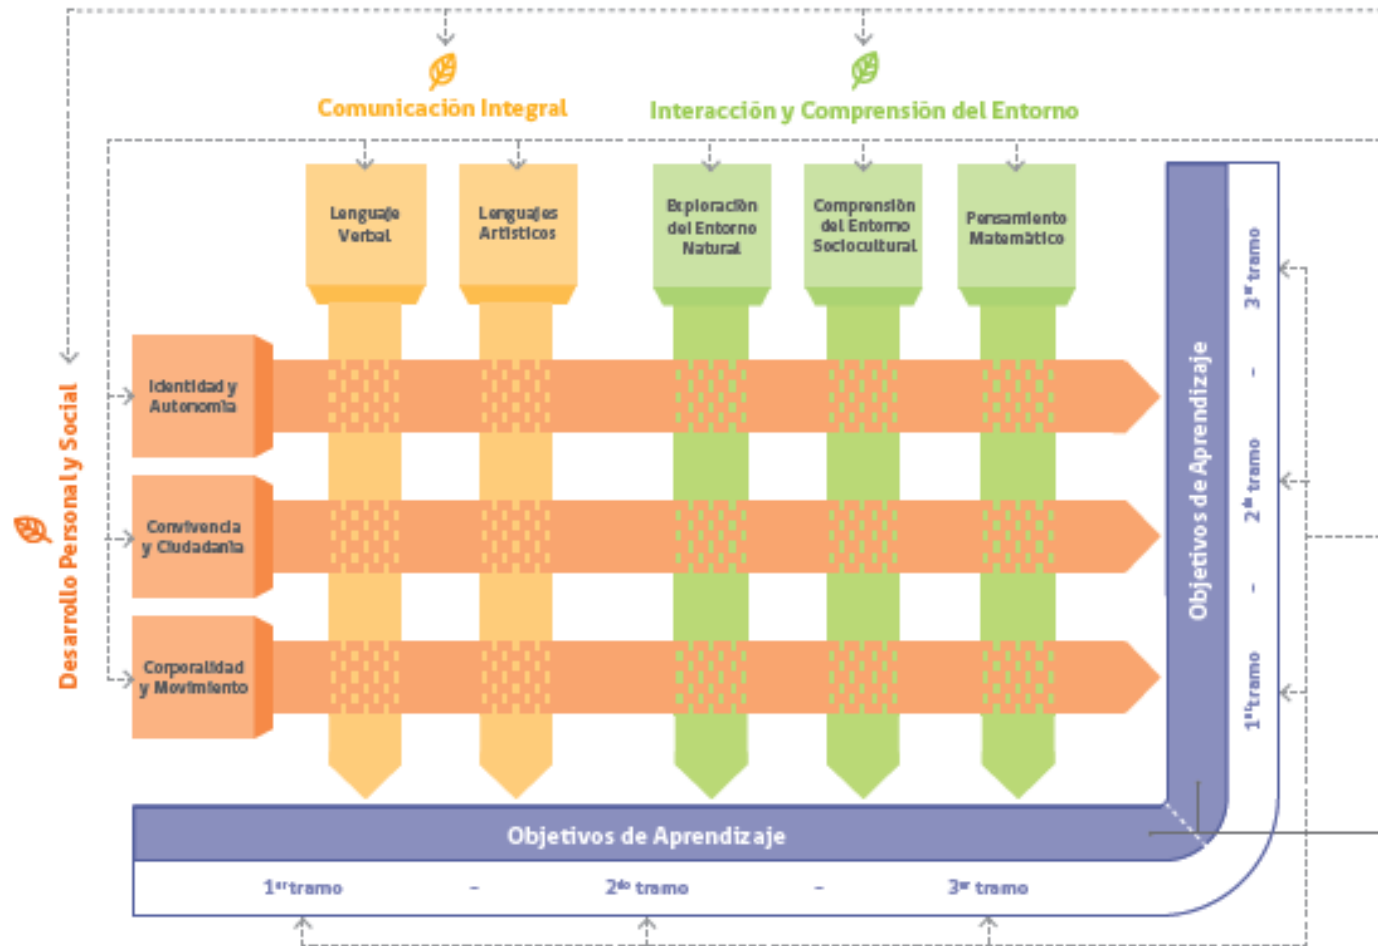 Comunicación Integral
Interacción y Comprensión del Entorno
Lenguaje
Verbal
Lenguajes
Artísticos
Exploración
del Entorno
Natural
Comprensión
del Entorno
Sociocultural
Pensamiento
Matemático
Desarrollo Personal y Social
Identidad y
Autonomía
Convivencia
y Ciudadanía
Corporalidad
y Movimiento
Objetivos de Aprendizaje
3er tramo
-
2do tramo
-
1er tramo
Objetivos de Aprendizaje
1er tramo - 2do tramo - 3er tramo